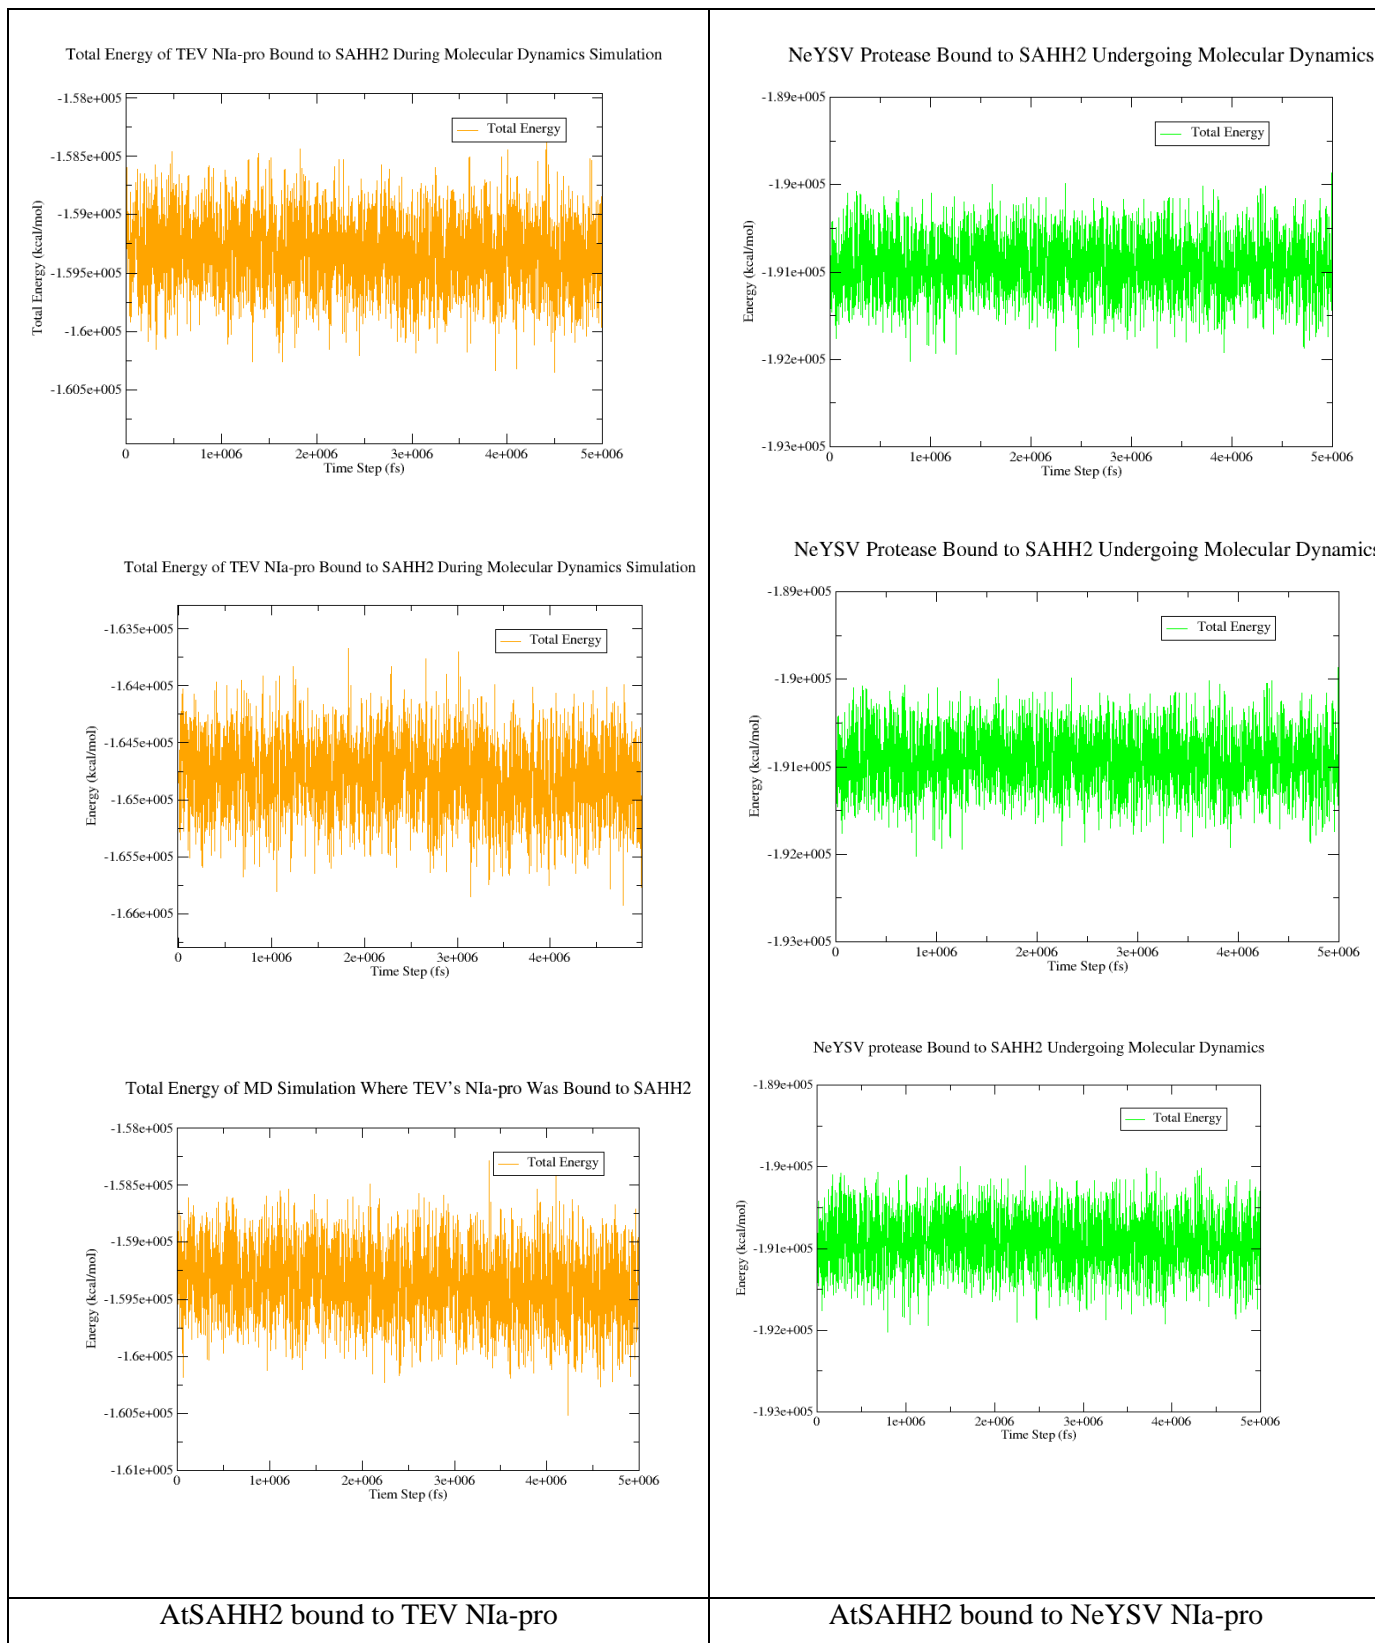 Total Energy of TEV NIa-pro Bound to SAHH2 During Molecular Dynamics Simulation
-1.58e+005
Total Energy
-1.585e+005
-1.59e+005
-1.595e+005
-1.6e+005
-1.605e+005
Total Energy (kcal/mol)
0 1e+006 2e+006 3e+006 4e+006 5e+006
Time Step (fs)
Total Energy of TEV NIa-pro Bound to SAHH2 During Molecular Dynamics Simulation
-1.635e+005
Total Energy
-1.64e+005
-1.645e+005
-1.65e+005
-1.655e+005
-1.66e+005
Energy (kcal/mol)
0 1e+006 2e+006 3e+006 4e+006
Time Step (fs)
Total Energy of MD Simulation Where TEV's NIa-pro Was Bound to SAHH2
-1.58e+005
Total Energy
-1.585e+005
-1.59e+005
-1.595e+005
-1.6e+005
-1.605e+005
-1.61e+005
Energy (kcal/mol)
0 1e+006 2e+006 3e+006 4e+006 5e+006
Tiem Step (fs)
AtSAHH2 bound to TEV NIa-pro
NeYSV Protease Bound to SAHH2 Undergoing Molecular Dynamics
-1.89e+005
Total Energy
-1.9e+005
-1.91e+005
-1.92e+005
-1.93e+005
Energy (kcal/mol)
0 1e+006 2e+006 3e+006 4e+006 5e+006
Time Step (fs)
NeYSV Protease Bound to SAHH2 Undergoing Molecular Dynamics
-1.89e+005
Total Energy
-1.9e+005
-1.91e+005
-1.92e+005
-1.93e+005
Energy (kcal/mol)
0 1e+006 2e+006 3e+006 4e+006 5e+006
Time Step (fs)
NeYSV protease Bound to SAHH2 Undergoing Molecular Dynamics
-1.89e+005
Total Energy
-1.9e+005
-1.91e+005
-1.92e+005
-1.93e+005
Energy (kcal/mol)
0 1e+006 2e+006 3e+006 4e+006 5e+006
Time Step (fs)
AtSAHH2 bound to NeYSV NIa-pro